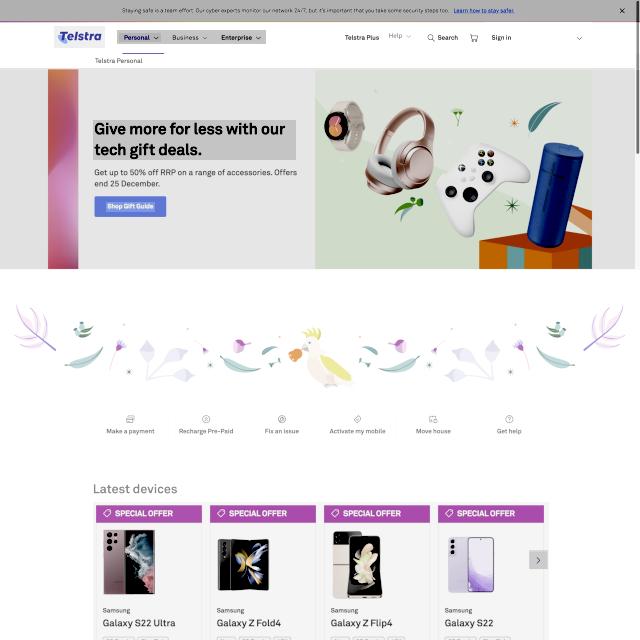 Staying safe is a team effort. Our cyber experts monitor our network 24/7, but it's important that you take some security steps too. Learn how to stay safer.
Telstra
Personal
Business
Enterprise
Telstra Plus
Help
Search
Sign in
Telstra Personal
Give more for less with our
tech gift deals.
Get up to 50% off RRP on a range of accessories. Offers
end 25 December.
Shop Gift Guide
Make a payment
Recharge Pre-Paid
Fix an issue
Activate my mobile
Move house
Get help
Latest devices
SPECIAL OFFER
SPECIAL OFFER
SPECIAL OFFER
SPECIAL OFFER
Samsung
Samsung
Samsung
Samsung
Galaxy S22 Ultra
Galaxy Z Fold4
Galaxy Z Flip4
Galaxy S22